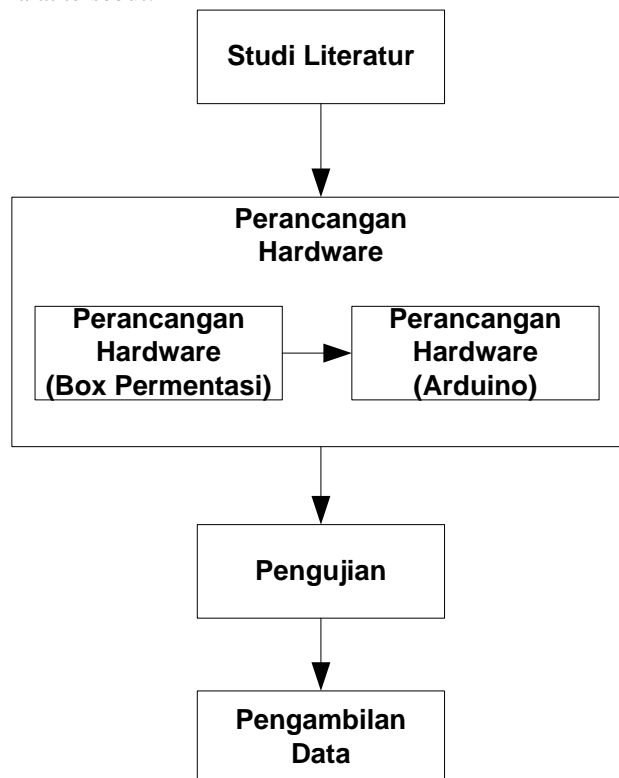 Studi Literatur
Perancangan
Hardware
Perancangan
Hardware
(Box Permentasi)
Perancangan
Hardware
(Arduino)
Pengujian
Pengambilan
Data